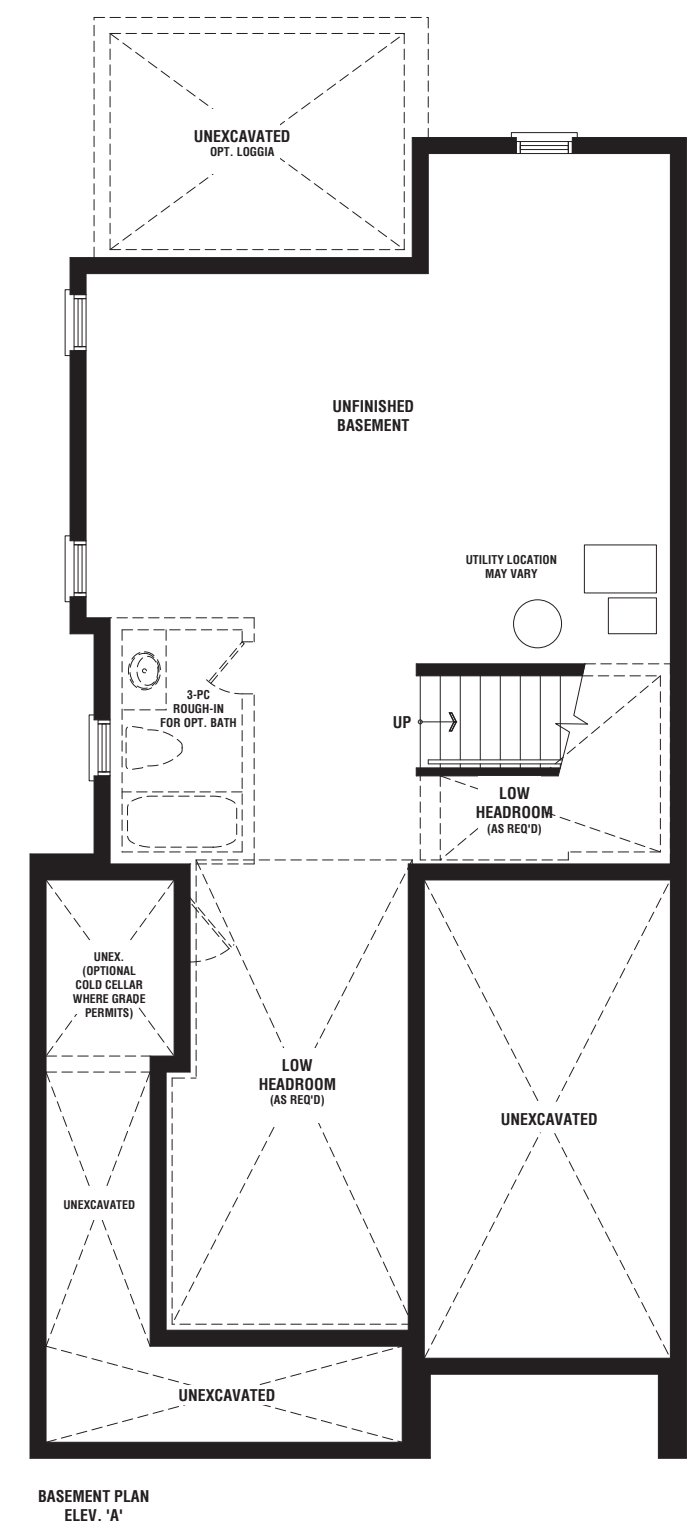 UNEXCAVATED
OPT. LOGGIA
UNFINISHED
BASEMENT
UTILITY LOCATION
MAY VARY
3-PC
ROUGH-IN
FOR OPT. BATH
UP
LOW
HEADROOM
(AS REQ'D)
UNEX.
(OPTIONAL
COLD CELLAR
WHERE GRADE
PERMITS)
LOW
HEADROOM
(AS REQ'D)
UNEXCAVATED
UNEXCAVATED
UNEXCAVATED
BASEMENT PLAN
ELEV. 'A'